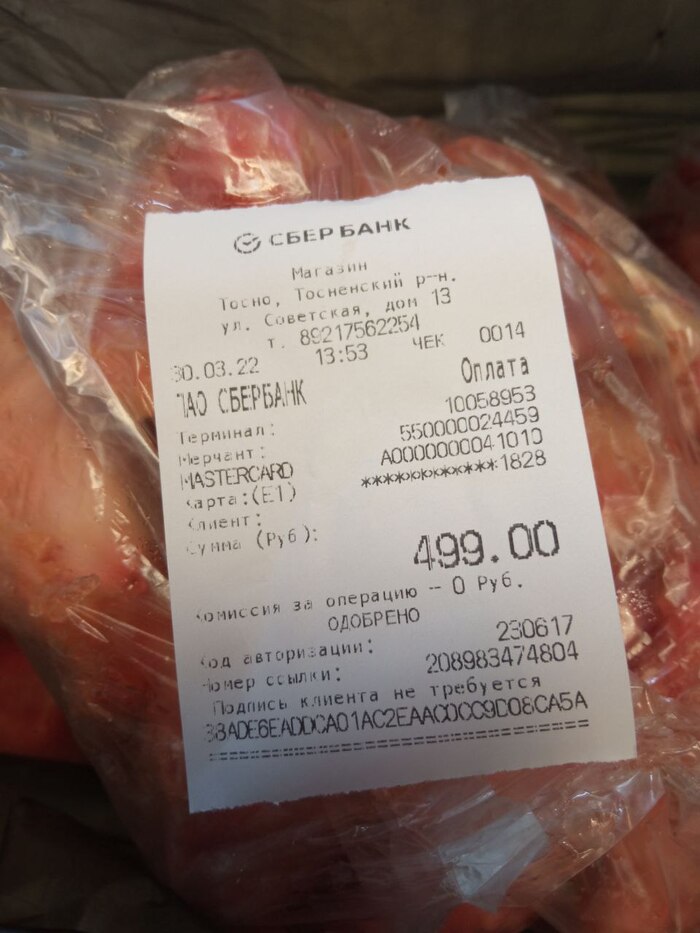 СБЕР БАНК
Магазин
Тосно, Тосненский р-н.
ул. Советская, дом 13
т. 89217562254
30.03.22 13:53 ЧЕК 0014
ПАО СБЕРБАНК Оплата
Терминал: 10058953
Мерчант: 550000024459
MASTERCARD A0000000041010
Карта:(E1) ************1828
Клиент:
Сумма (Руб):
499.00
Комиссия за операцию – 0 Руб.
ОДОБРЕНО
Код авторизации: 230617
Номер ссылки: 208983474804
Подпись клиента не требуется